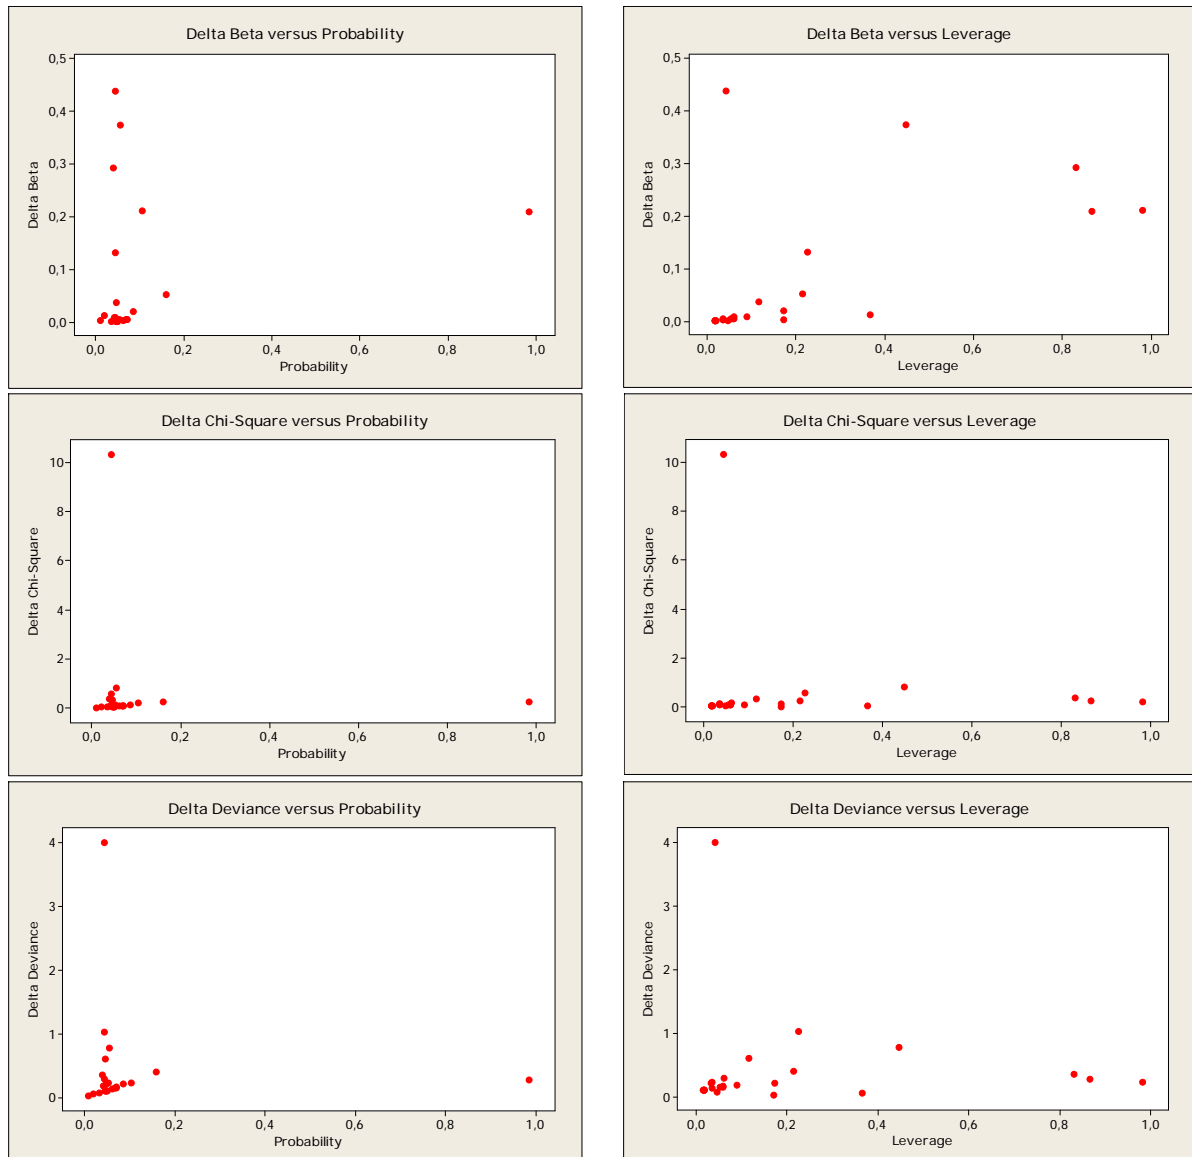 Delta Beta versus Probability
0,5
0,4
0,3
0,2
0,1
0,0
Delta Beta
0,0 0,2 0,4 0,6 0,8 1,0
Probability
Delta Beta versus Leverage
0,5
0,4
0,3
0,2
0,1
0,0
Delta Beta
0,0 0,2 0,4 0,6 0,8 1,0
Leverage
Delta Chi-Square versus Probability
10
8
6
4
2
0
Delta Chi-Square
0,0 0,2 0,4 0,6 0,8 1,0
Probability
Delta Chi-Square versus Leverage
10
8
6
4
2
0
Delta Chi-Square
0,0 0,2 0,4 0,6 0,8 1,0
Leverage
Delta Deviance versus Probability
4
3
2
1
0
Delta Deviance
0,0 0,2 0,4 0,6 0,8 1,0
Probability
Delta Deviance versus Leverage
4
3
2
1
0
Delta Deviance
0,0 0,2 0,4 0,6 0,8 1,0
Leverage